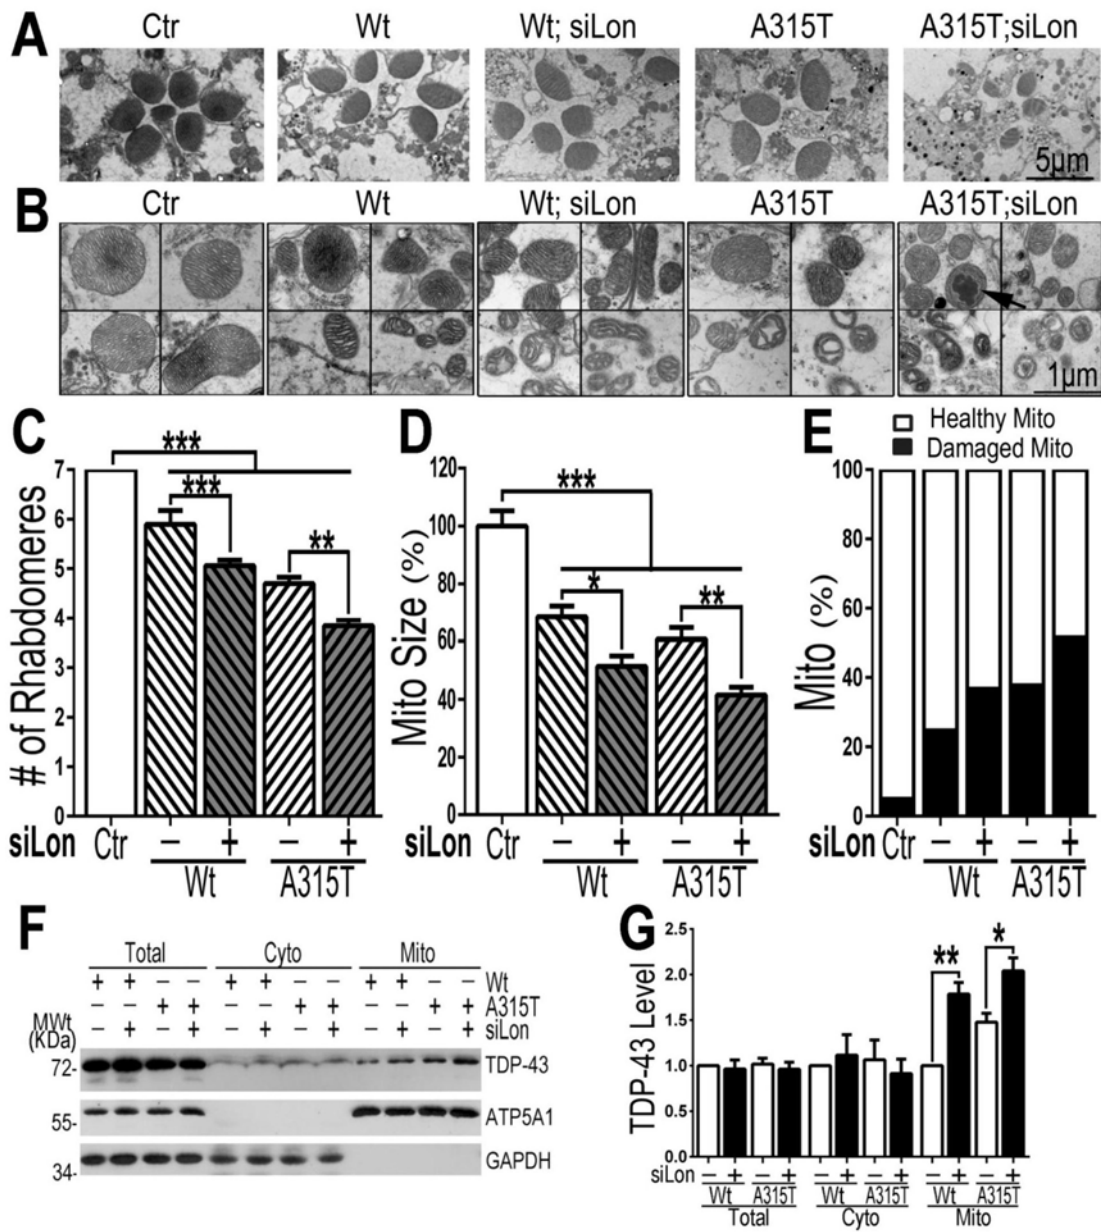 A
Ctr Wt Wt; siLon A315T A315T;siLon
5μm
B
Ctr Wt Wt; siLon A315T A315T;siLon
1μm
C
# of Rhabdomeres
7
6
5
4
3
2
1
0
***
***
**
siLon Ctr – + – +
Wt A315T
D
Mito Size (%)
120
100
80
60
40
20
0
***
*
**
siLon Ctr – + – +
Wt A315T
E
Healthy Mito
Damaged Mito
Mito (%)
100
80
60
40
20
0
siLon Ctr – + – +
Wt A315T
F
Total Cyto Mito
+ + – – + + – – + + – – Wt
– – + + – – + + – – + + A315T
– + – + – + – + – + – + siLon
MWt
(KDa)
72- TDP-43
55- ATP5A1
34- GAPDH
G
TDP-43 Level
2.5
2.0
1.5
1.0
0.5
0.0
**
*
siLon – + – + – + – + – + – +
Wt A315T Wt A315T Wt A315T
Total Cyto Mito